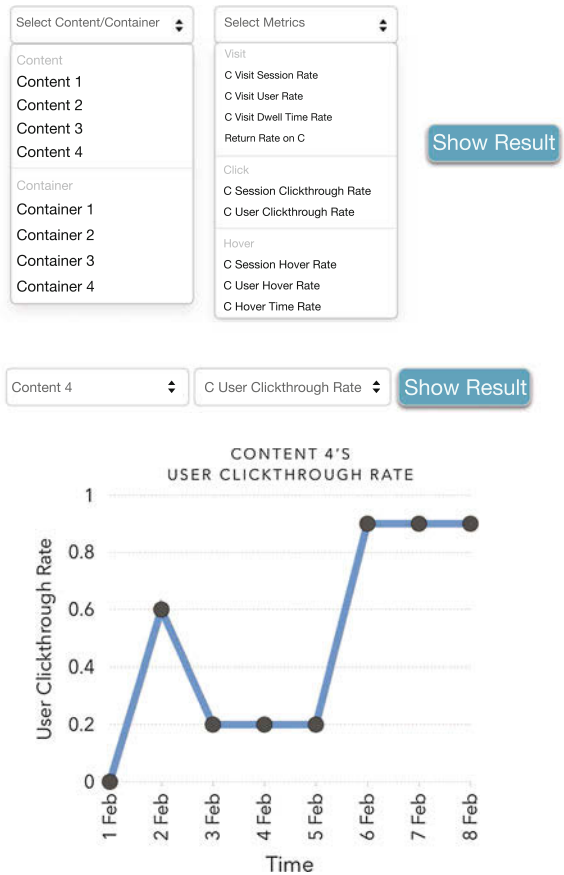 Select Content/Container
Content
Content 1
Content 2
Content 3
Content 4
Container
Container 1
Container 2
Container 3
Container 4
Select Metrics
Visit
C Visit Session Rate
C Visit User Rate
C Visit Dwell Time Rate
Return Rate on C
Click
C Session Clickthrough Rate
C User Clickthrough Rate
Hover
C Session Hover Rate
C User Hover Rate
C Hover Time Rate
Show Result
Content 4
C User Clickthrough Rate
Show Result
CONTENT 4'S
USER CLICKTHROUGH RATE
User Clickthrough Rate
1
0.8
0.6
0.4
0.2
0
1 Feb
2 Feb
3 Feb
4 Feb
5 Feb
6 Feb
7 Feb
8 Feb
Time